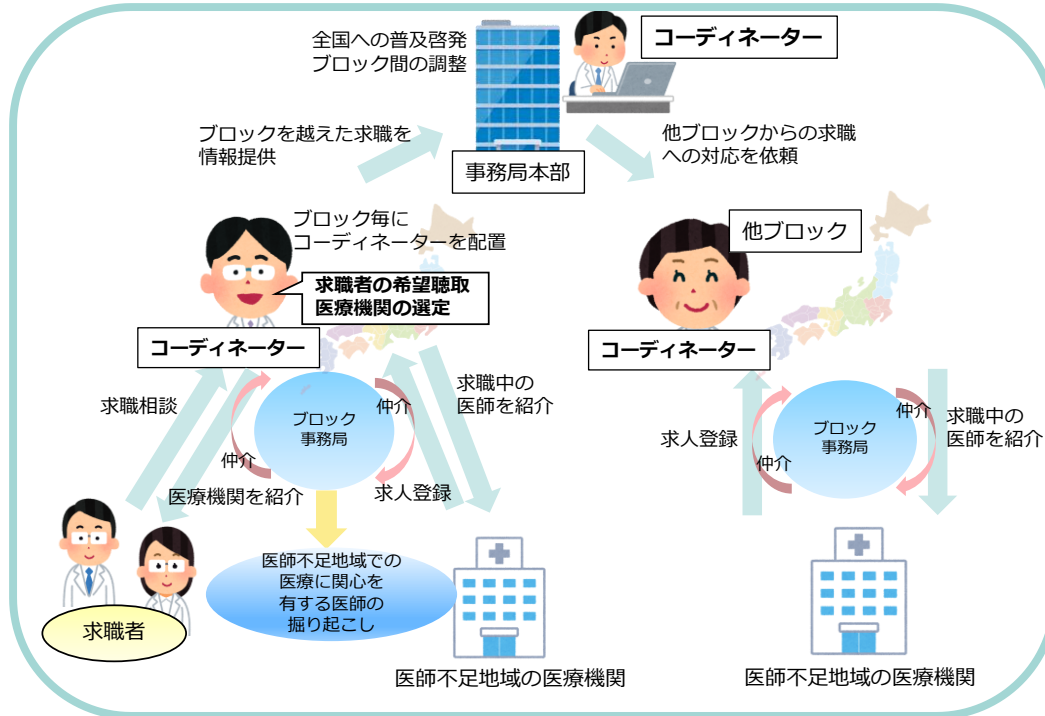 全国への普及啓発
ブロック間の調整
コーディネーター
ブロックを越えた求職を
情報提供
他ブロックからの求職
への対応を依頼
事務局本部
ブロック毎に
コーディネーターを配置
他ブロック
求職者の希望聴取
医療機関の選定
コーディネーター
コーディネーター
求職相談
ブロック
事務局
仲介
仲介
求職中の
医師を紹介
医療機関を紹介
求人登録
求人登録
ブロック
事務局
仲介
仲介
求職中の
医師を紹介
医師不足地域での
医療に関心を
有する医師の
掘り起こし
求職者
医師不足地域の医療機関
医師不足地域の医療機関